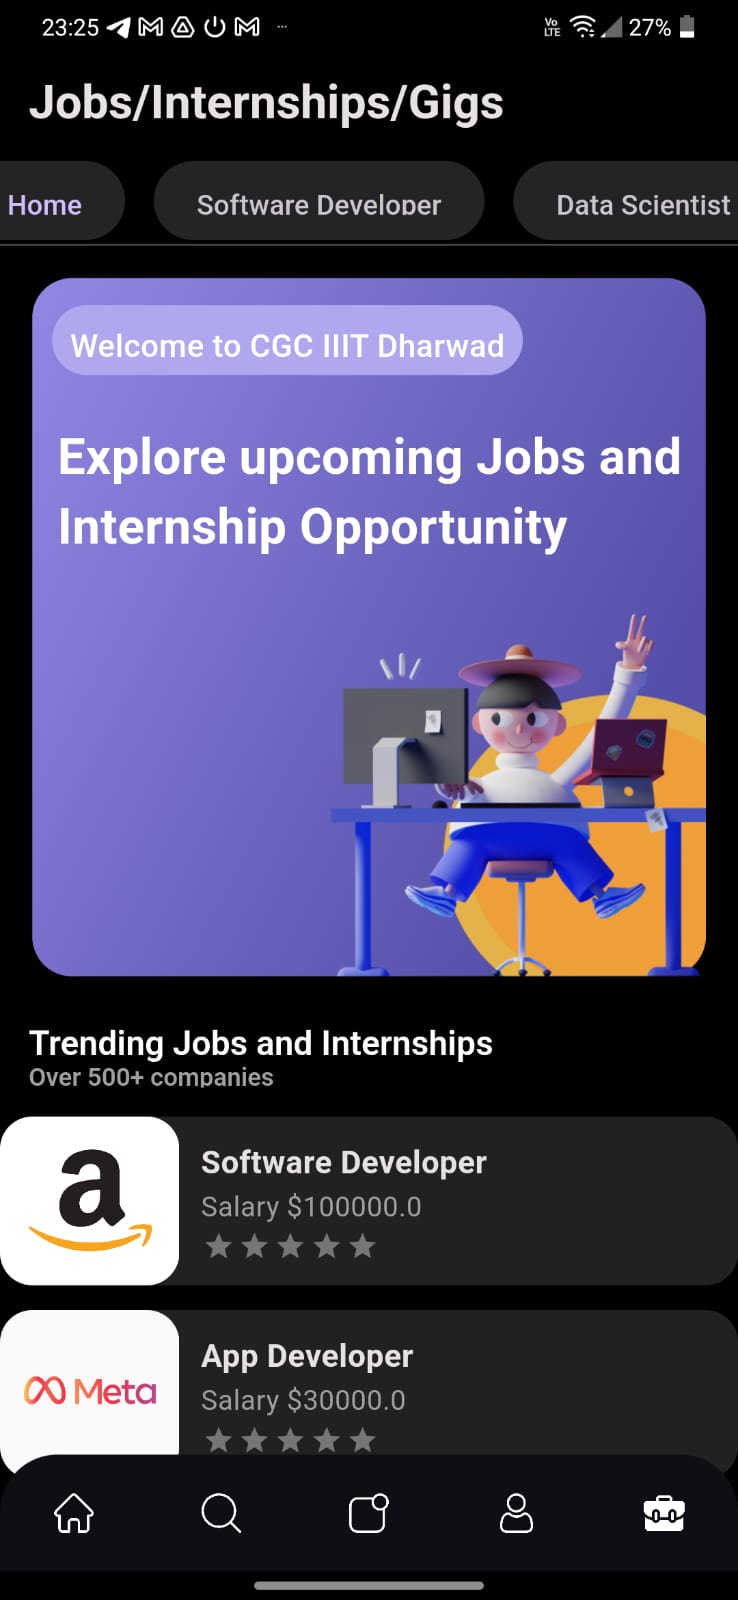 23:25
Vo LTE 27%
Jobs/Internships/Gigs
Home Software Developer Data Scientist
Welcome to CGC IIIT Dharwad
Explore upcoming Jobs and
Internship Opportunity
Trending Jobs and Internships
Over 500+ companies
a
Software Developer
Salary $100000.0
Meta
App Developer
Salary $30000.0